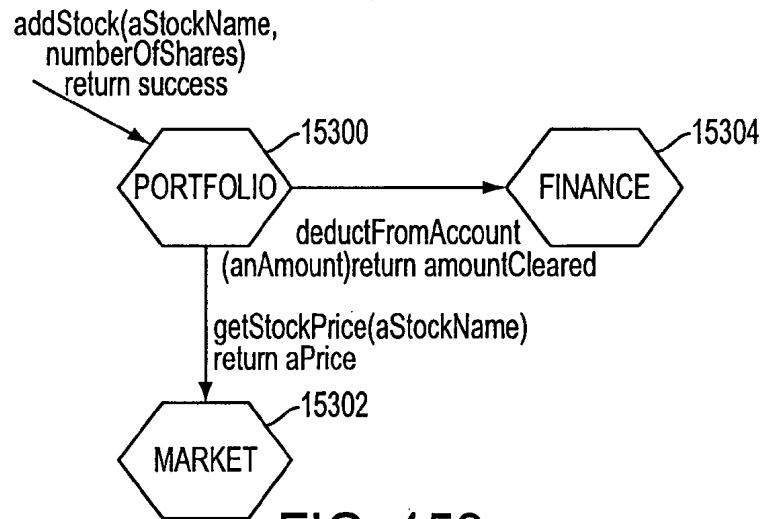 addStock(aStockName,
numberOfShares)
return success
15300
15304
PORTFOLIO
FINANCE
deductFromAccount
(anAmount)return amountCleared
getStockPrice(aStockName)
return aPrice
15302
MARKET